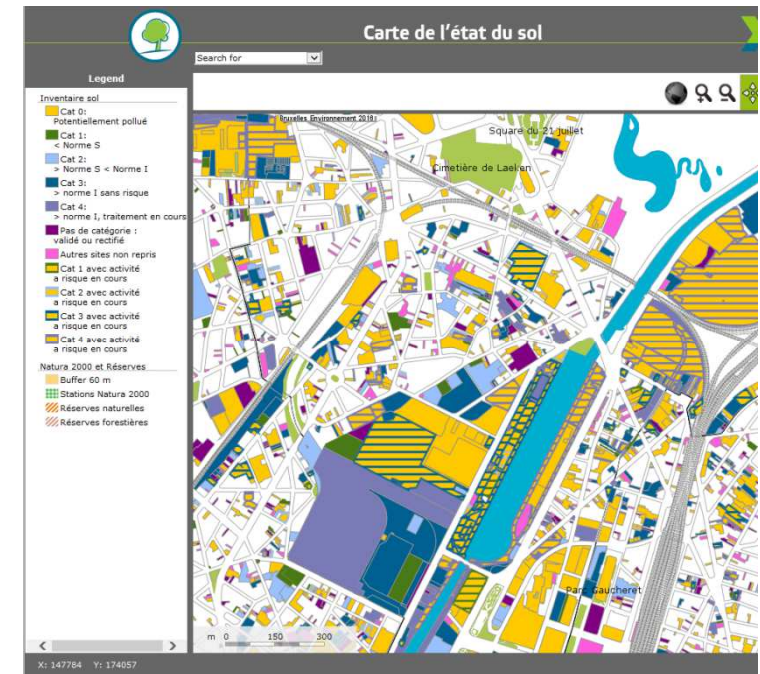 Carte de l'état du sol
Search for
Legend
Inventaire sol
Cat 0:
Potentiellement pollué
Cat 1:
< Norme S
Cat 2:
> Norme S < Norme I
Cat 3:
> norme I sans risque
Cat 4:
> norme I, traitement en cours
Pas de catégorie :
validé ou rectifié
Autres sites non repris
Cat 1 avec activité
a risque en cours
Cat 2 avec activité
a risque en cours
Cat 3 avec activité
a risque en cours
Cat 4 avec activité
a risque en cours
Natura 2000 et Réserves
Buffer 60 m
Stations Natura 2000
Réserves naturelles
Réserves forestières
Bruxelles Environnement 2018
Square du 21 juillet
Cimetière de Laeken
Parc Gaucheret
m 0 150 300
X: 147784 Y: 174057